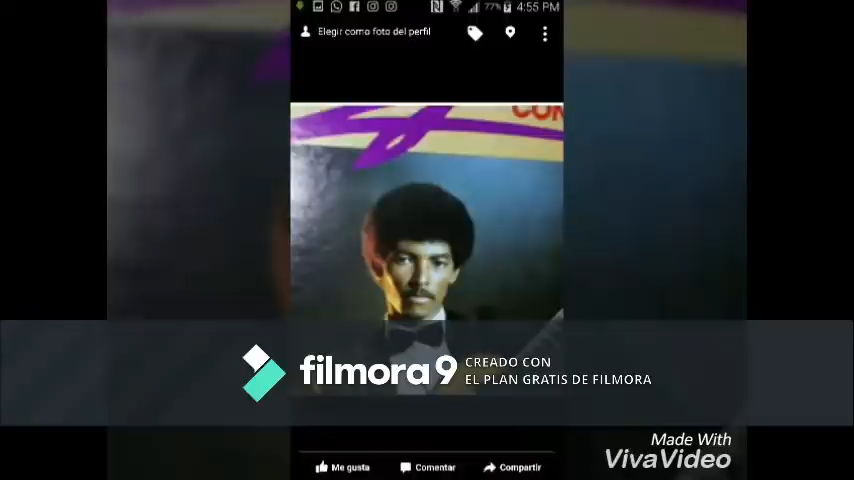 77% 4:55 PM
Elegir como foto del perfil
CON
filmora9
CREADO CON
EL PLAN GRATIS DE FILMORA
Made With
VivaVideo
Me gusta Comentar Compartir